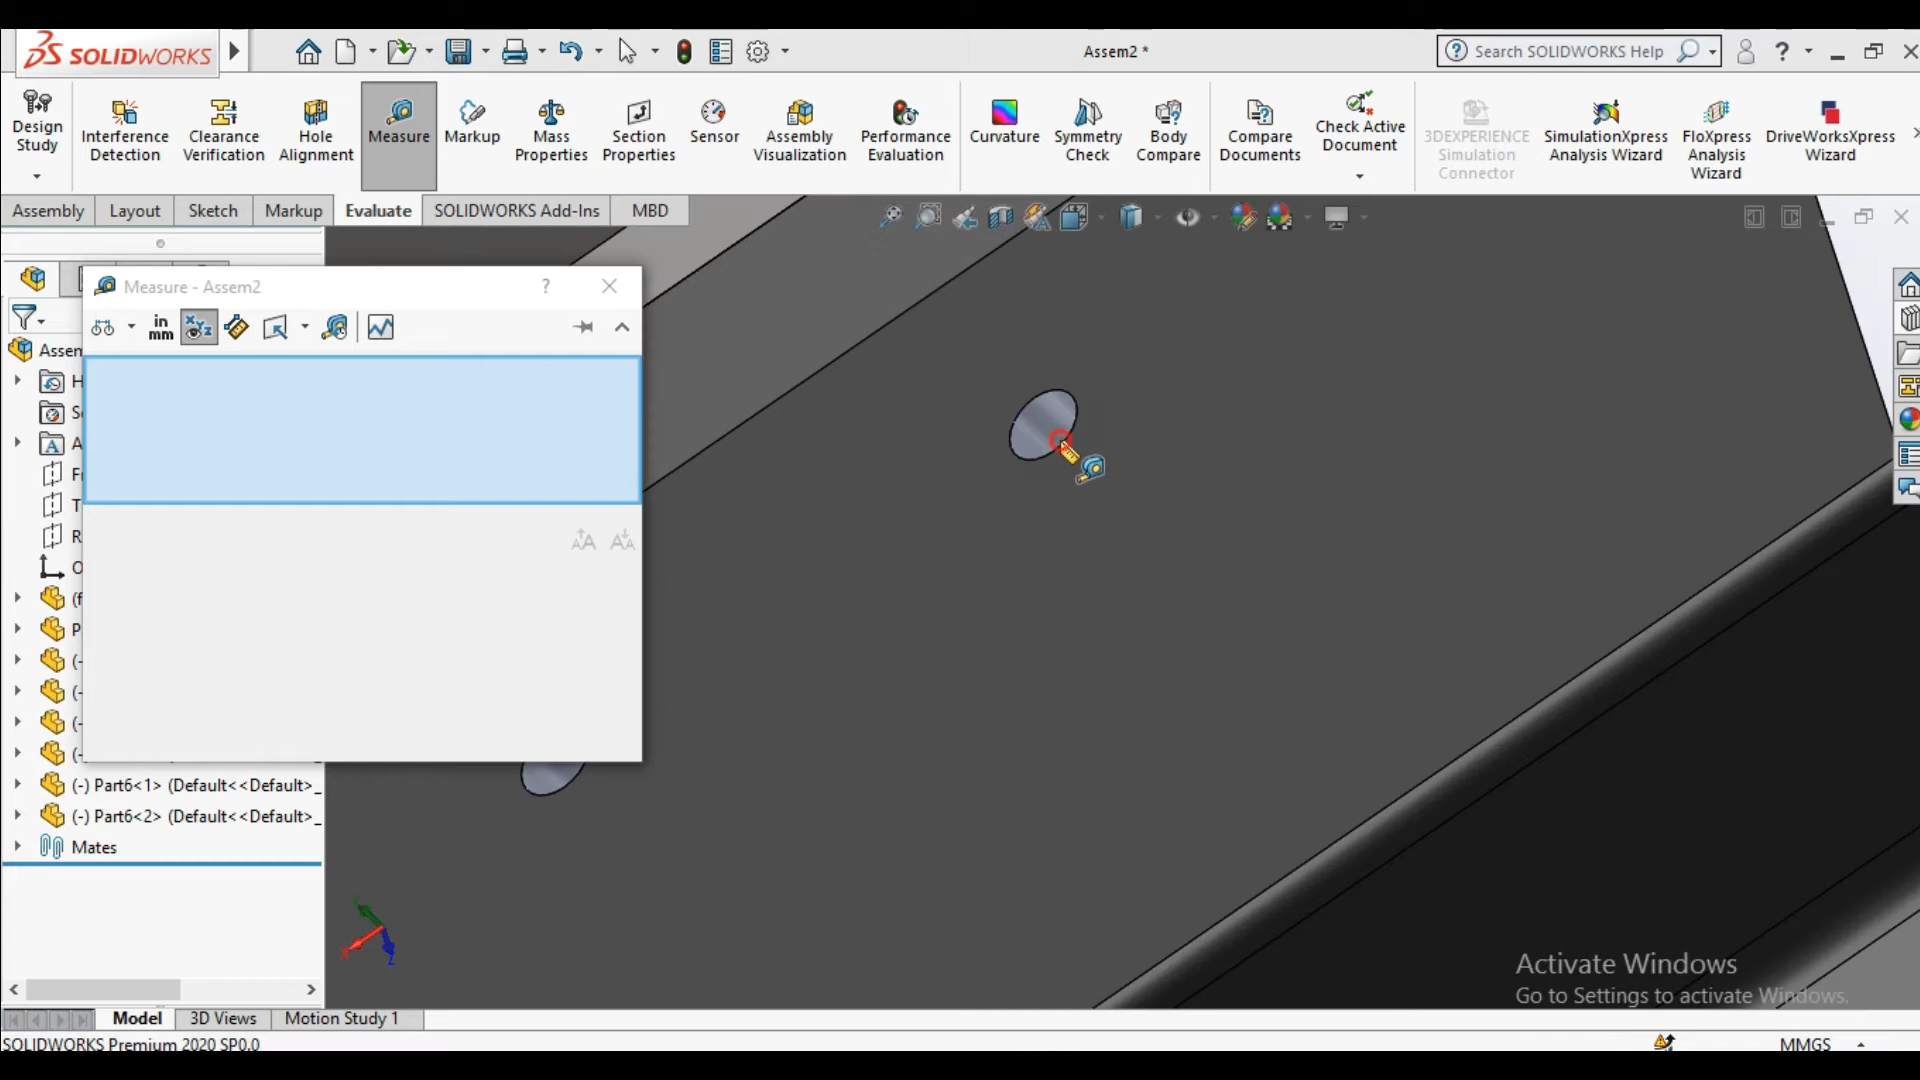 SOLIDWORKS
Assem2 *
Search SOLIDWORKS Help
?
Design Study
Interference Detection
Clearance Verification
Hole Alignment
Measure
Markup
Mass Properties
Section Properties
Sensor
Assembly Visualization
Performance Evaluation
Curvature
Symmetry Check
Body Compare
Compare Documents
Check Active Document
3DEXPERIENCE Simulation Connector
SimulationXpress Analysis Wizard
FloXpress Analysis Wizard
DriveWorksXpress Wizard
Assembly
Layout
Sketch
Markup
Evaluate
SOLIDWORKS Add-Ins
MBD
Measure - Assem2
?
in
mm
Assem
H
S
A
F
T
R
O
(f
P
(-
(-
(-
(-
(-) Part6<1> (Default<<Default>_
(-) Part6<2> (Default<<Default>_
Mates
Activate Windows
Go to Settings to activate Windows.
Model
3D Views
Motion Study 1
SOLIDWORKS Premium 2020 SP0.0
MMGS